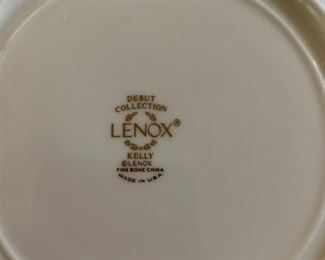 DEBUT
COLLECTION
LENOX®
KELLY
©LENOX
FINE BONE CHINA
MADE IN U.S.A.